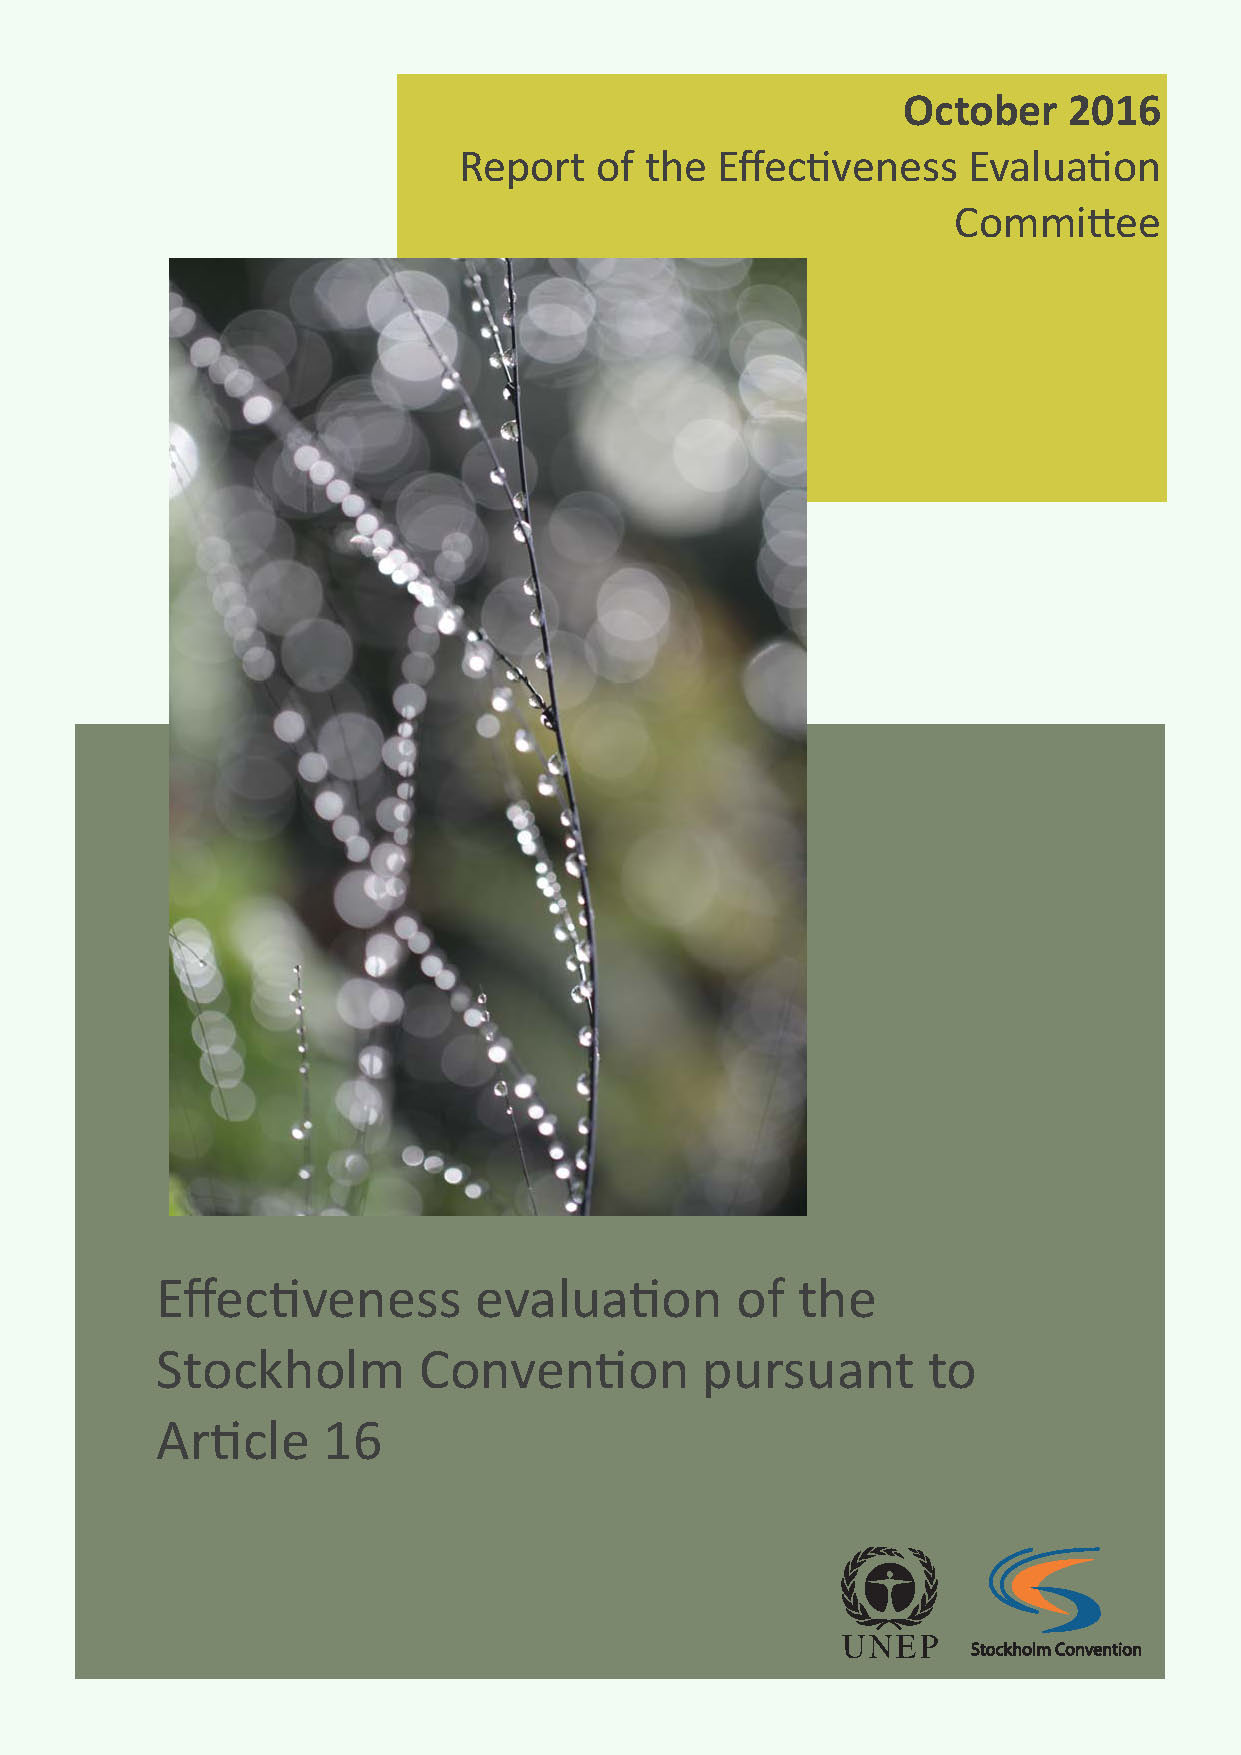 October 2016
Report of the Effectiveness Evaluation
Committee
Effectiveness evaluation of the
Stockholm Convention pursuant to
Article 16
UNEP
Stockholm Convention